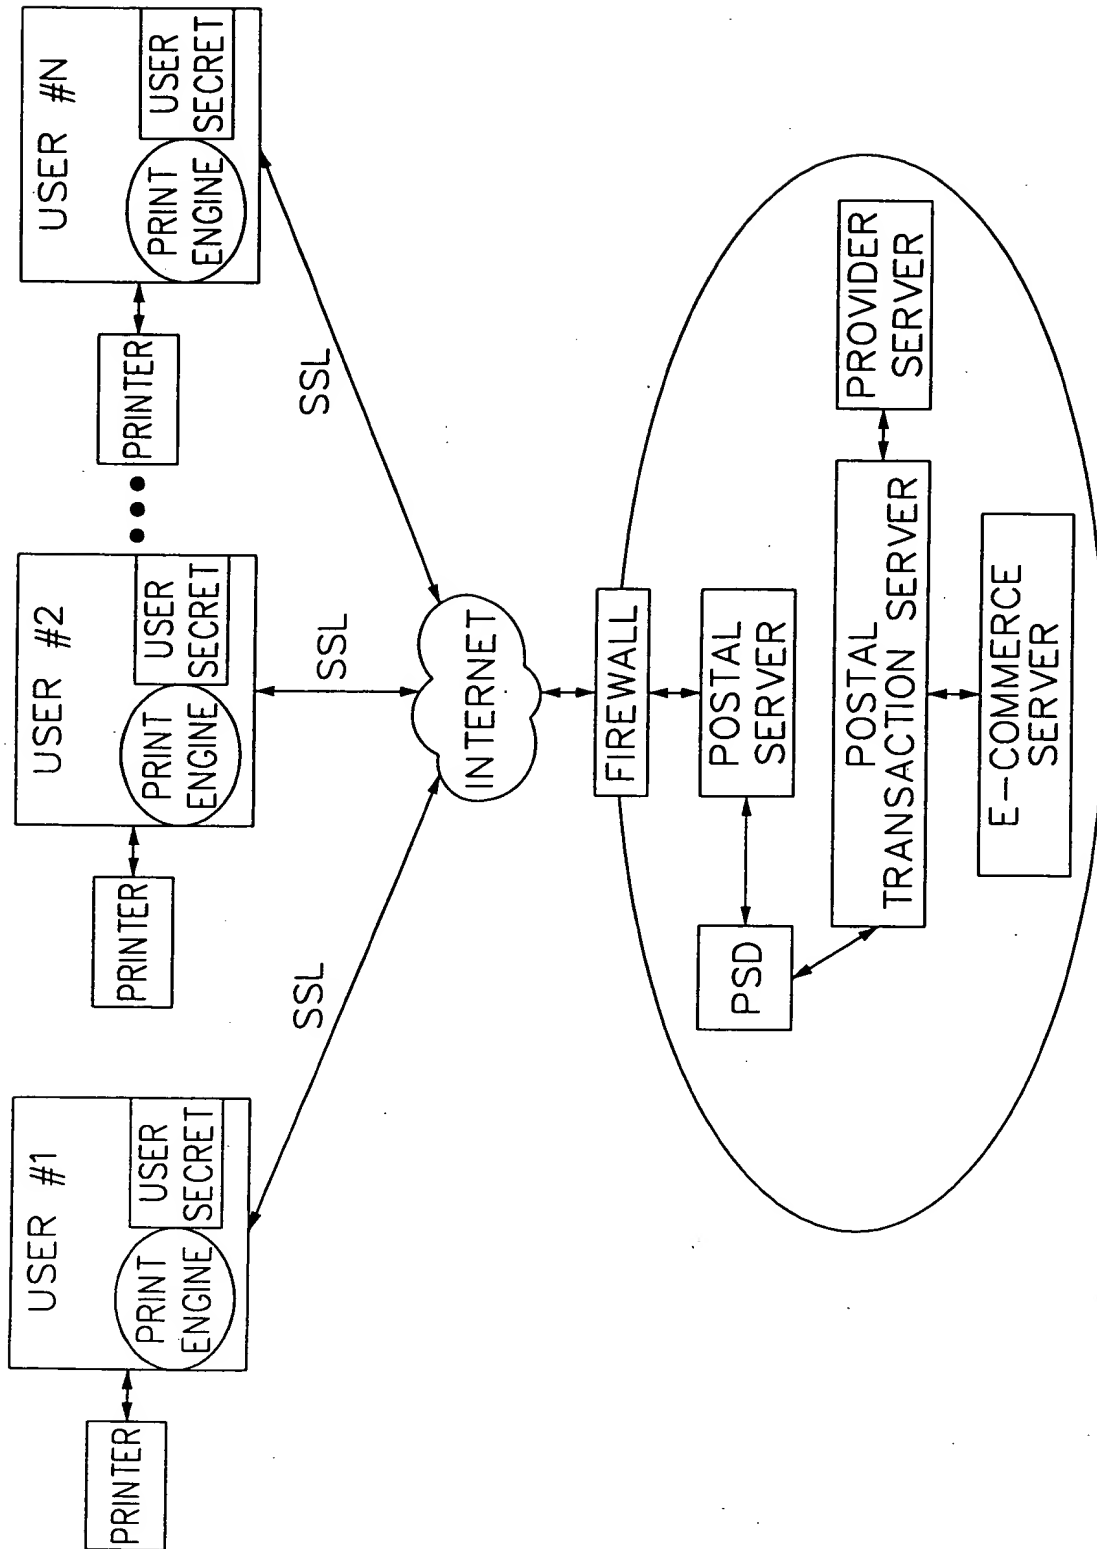 USER #1
PRINT
ENGINE
USER
SECRET
PRINTER
USER #2
PRINT
ENGINE
USER
SECRET
PRINTER
USER #N
PRINT
ENGINE
USER
SECRET
PRINTER
SSL
SSL
SSL
INTERNET
FIREWALL
POSTAL
SERVER
PSD
POSTAL
TRANSACTION SERVER
PROVIDER
SERVER
E-COMMERCE
SERVER